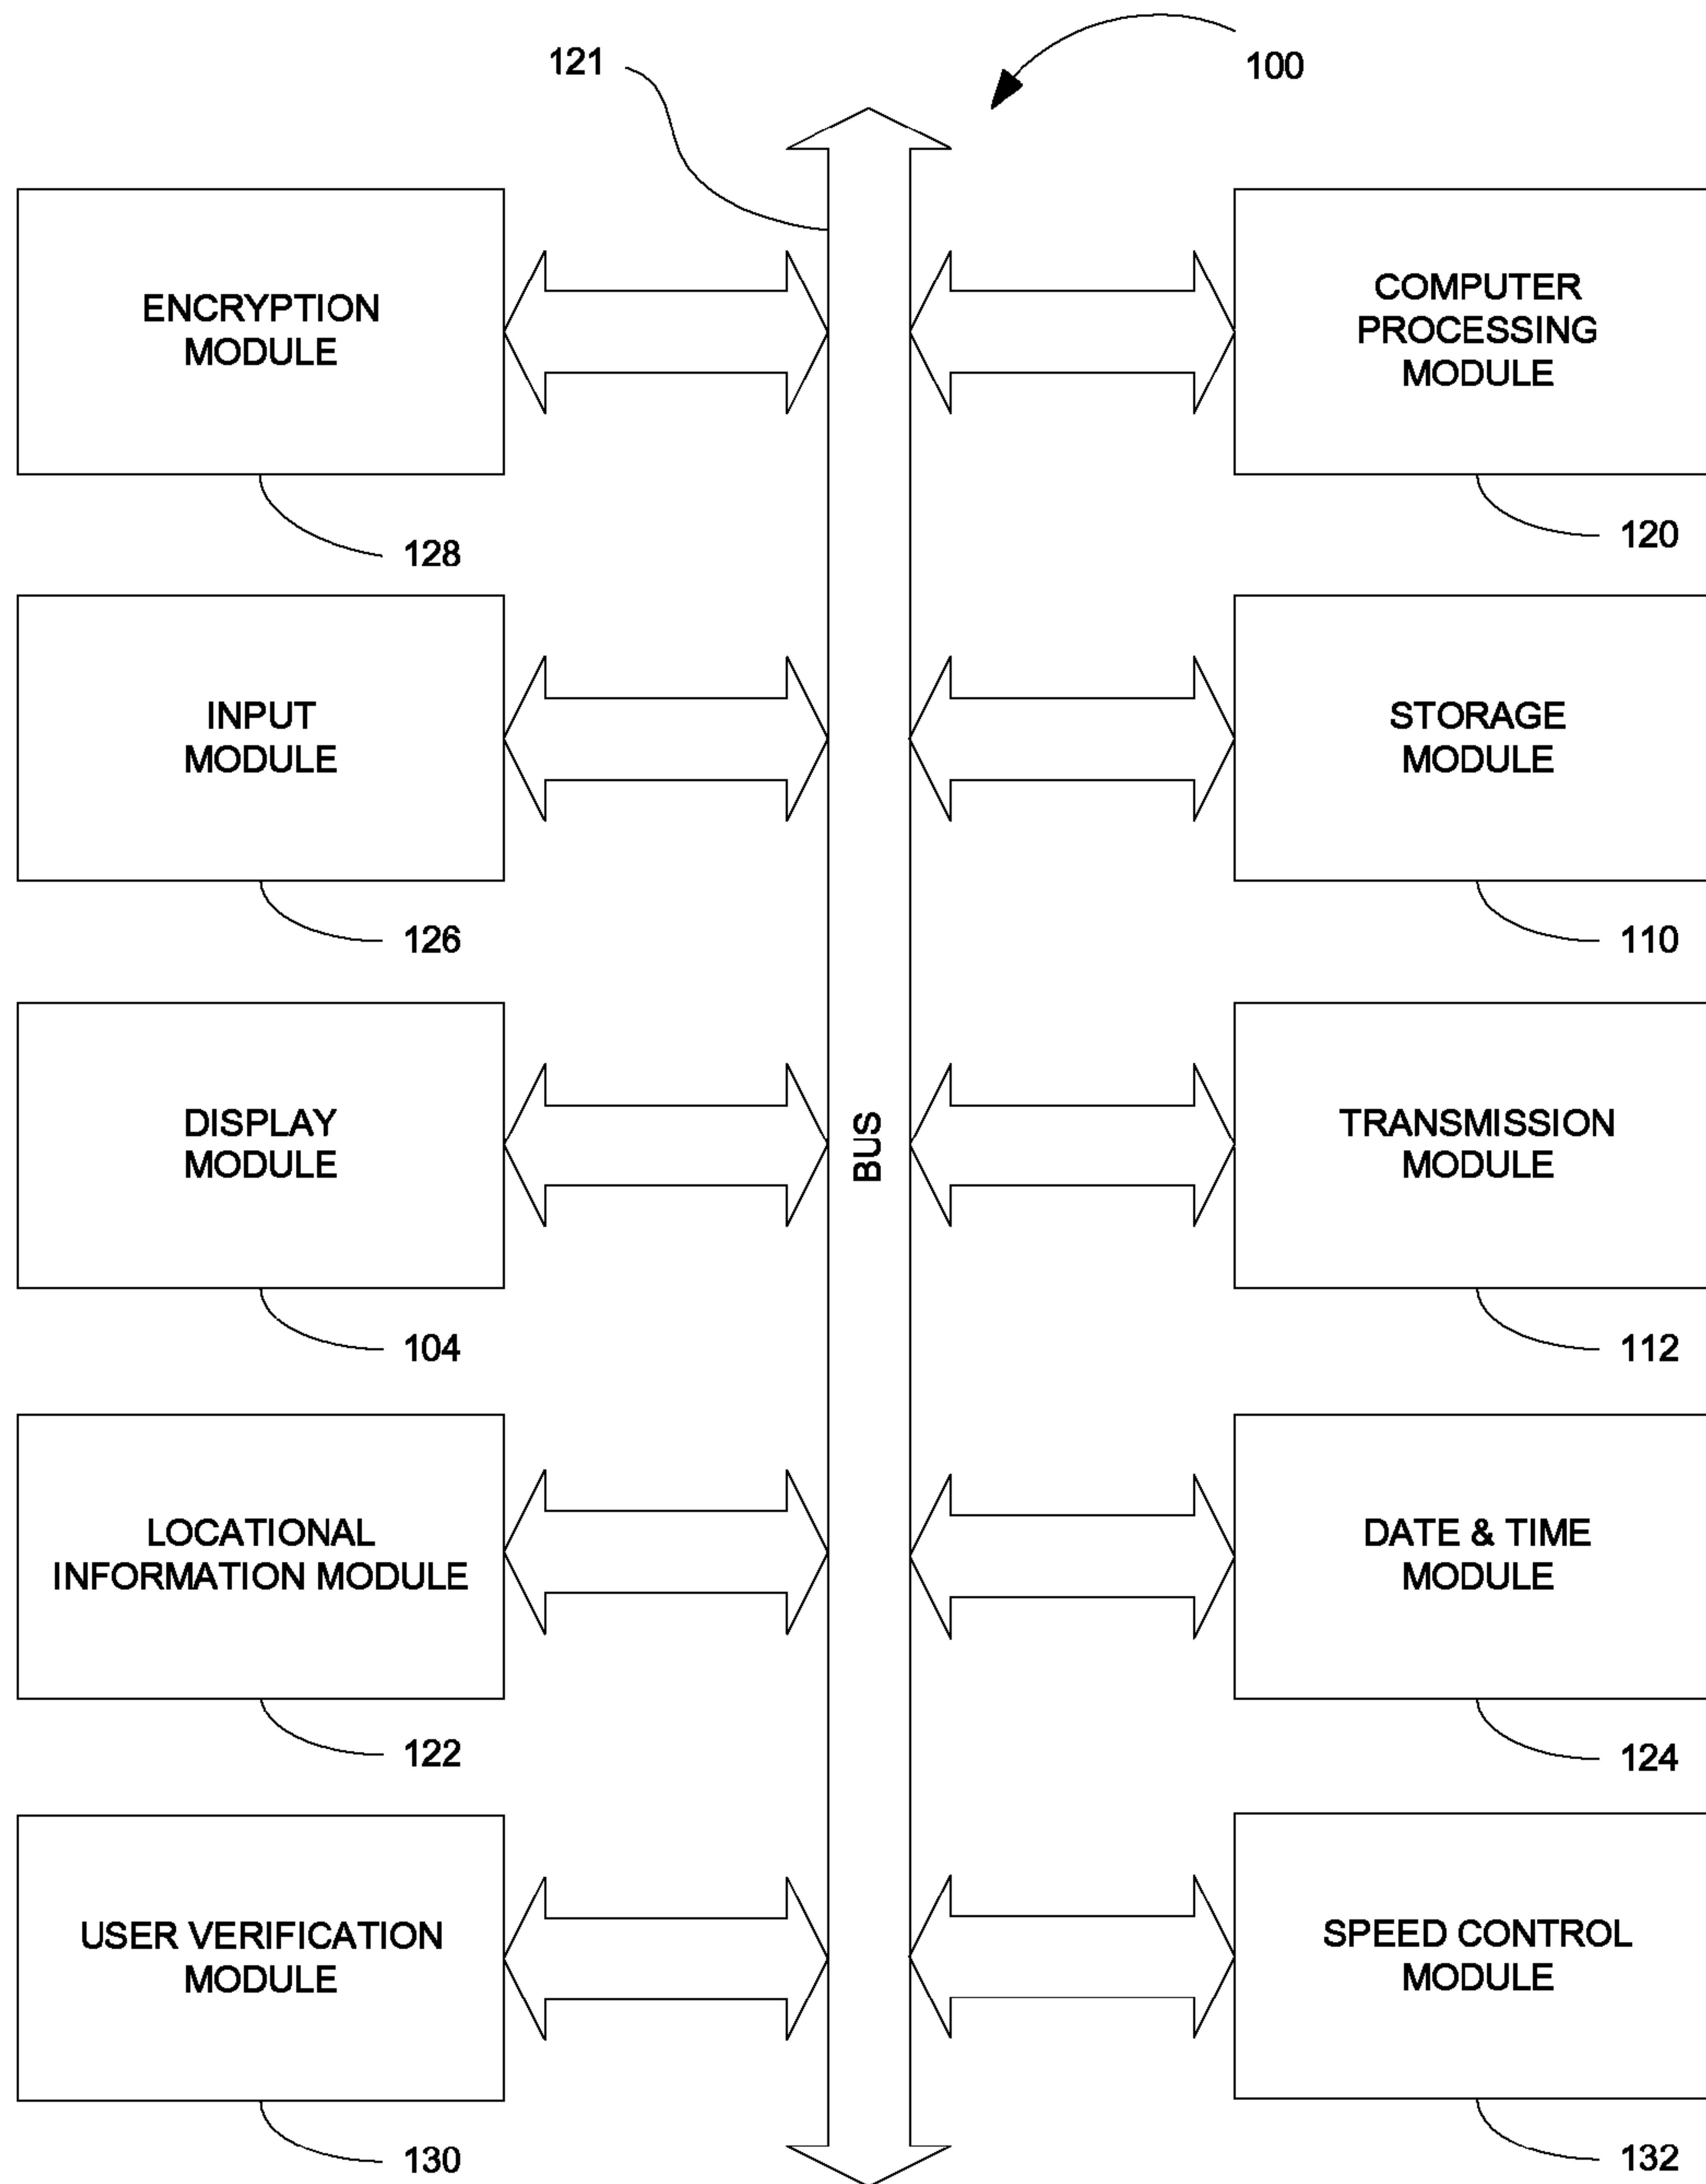 121
100
ENCRYPTION
MODULE
128
COMPUTER
PROCESSING
MODULE
120
INPUT
MODULE
126
STORAGE
MODULE
110
DISPLAY
MODULE
104
BUS
TRANSMISSION
MODULE
112
LOCATIONAL
INFORMATION MODULE
122
DATE & TIME
MODULE
124
USER VERIFICATION
MODULE
130
SPEED CONTROL
MODULE
132